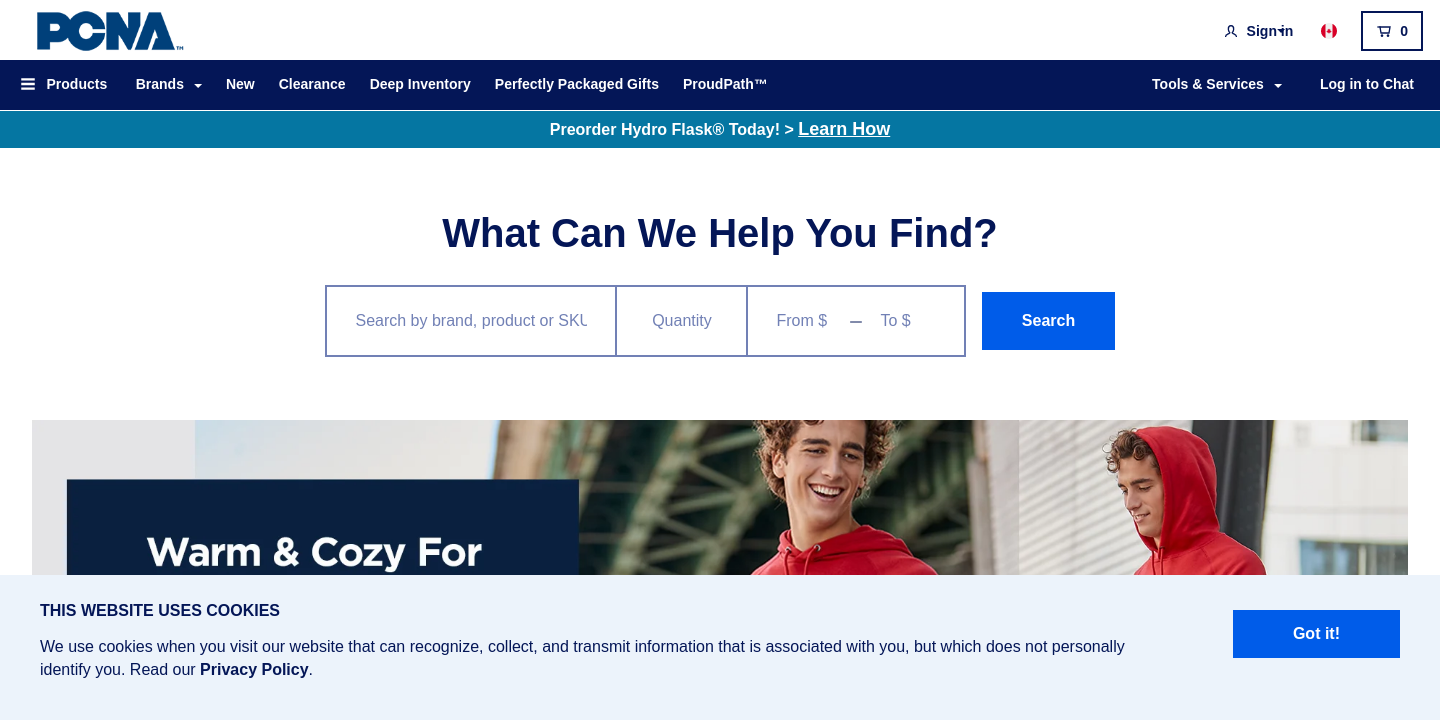 PCNA™
Sign in
0
Products Brands New Clearance Deep Inventory Perfectly Packaged Gifts ProudPath™ Tools & Services Log in to Chat
Preorder Hydro Flask® Today! > Learn How
What Can We Help You Find?
Search by brand, product or SKU Quantity From $ – To $ Search
Warm & Cozy For
THIS WEBSITE USES COOKIES
We use cookies when you visit our website that can recognize, collect, and transmit information that is associated with you, but which does not personally
identify you. Read our Privacy Policy.
Got it!